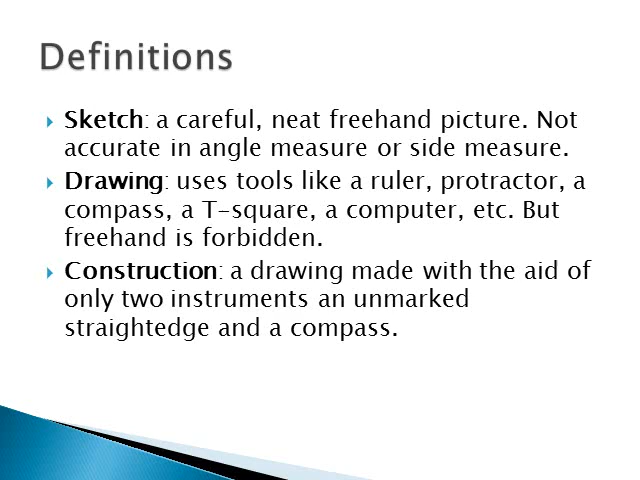 Definitions
Sketch: a careful, neat freehand picture. Not
accurate in angle measure or side measure.
Drawing: uses tools like a ruler, protractor, a
compass, a T-square, a computer, etc. But
freehand is forbidden.
Construction: a drawing made with the aid of
only two instruments an unmarked
straightedge and a compass.